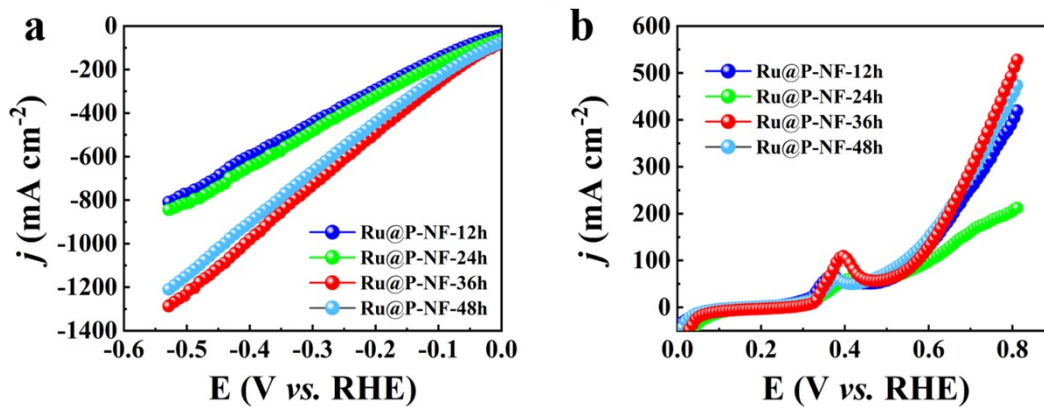 a
0
-200
-400
-600
-800
-1000
-1200
-1400
j (mA cm⁻²)
Ru@P-NF-12h
Ru@P-NF-24h
Ru@P-NF-36h
Ru@P-NF-48h
-0.6 -0.5 -0.4 -0.3 -0.2 -0.1 0.0
E (V vs. RHE)
b
600
500
400
300
200
100
0
j (mA cm⁻²)
Ru@P-NF-12h
Ru@P-NF-24h
Ru@P-NF-36h
Ru@P-NF-48h
0.0 0.2 0.4 0.6 0.8
E (V vs. RHE)